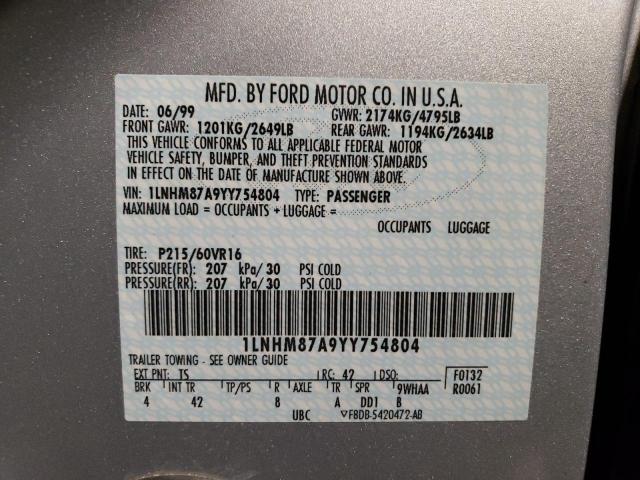 MFD. BY FORD MOTOR CO. IN U.S.A.
DATE: 06/99 GVWR: 2174KG/4795LB
FRONT GAWR: 1201KG/2649LB REAR GAWR: 1194KG/2634LB
THIS VEHICLE CONFORMS TO ALL APPLICABLE FEDERAL MOTOR
VEHICLE SAFETY, BUMPER, AND THEFT PREVENTION STANDARDS
IN EFFECT ON THE DATE OF MANUFACTURE SHOWN ABOVE.
VIN: 1LNHM87A9YY754804 TYPE: PASSENGER
MAXIMUM LOAD = OCCUPANTS + LUGGAGE =
OCCUPANTS LUGGAGE
TIRE: P215/60VR16
PRESSURE(FR): 207 kPa/30 PSI COLD
PRESSURE(RR): 207 kPa/30 PSI COLD
1LNHM87A9YY754804
TRAILER TOWING - SEE OWNER GUIDE
EXT PNT: TS RC: 42 DSO: F0132
BRK INT TR TP/PS R AXLE TR SPR 9WHAA R0061
4 42 8 A DD1 B
UBC F8DB-5420472-AB